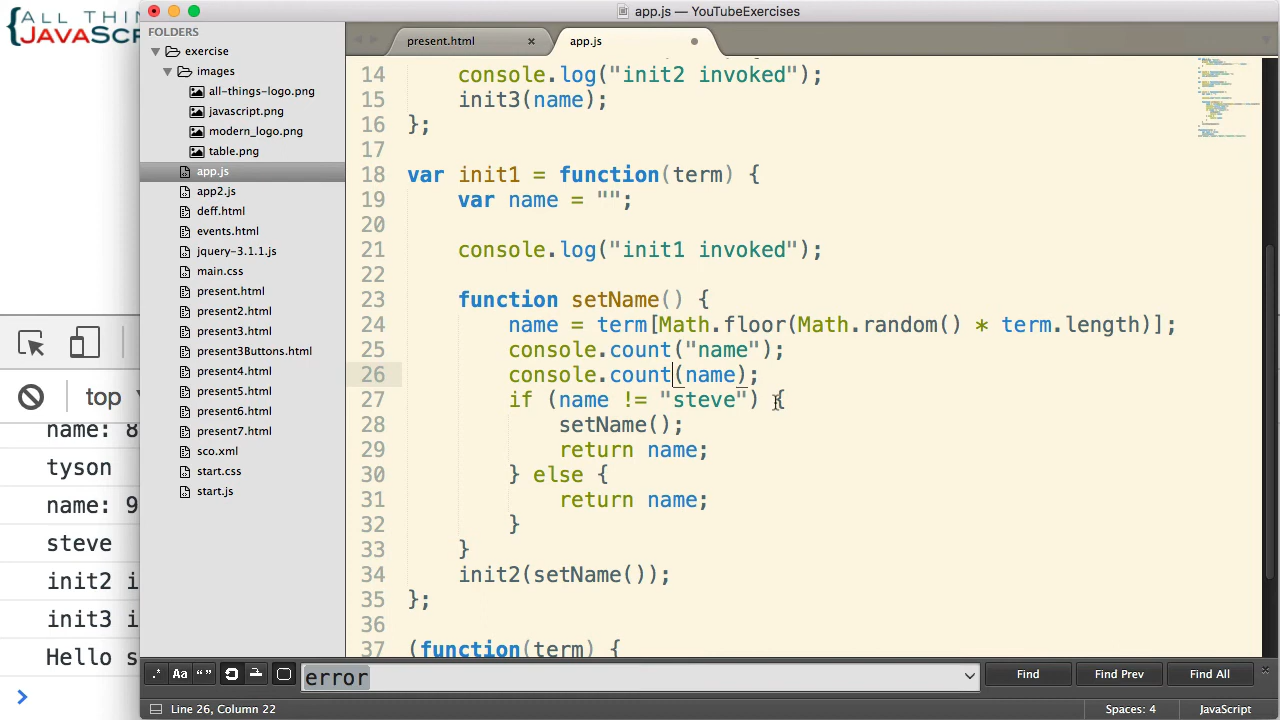 ALL THIN
JAVASCR
app.js — YouTubeExercises
FOLDERS
exercise
images
all-things-logo.png
javascript.png
modern_logo.png
table.png
app.js
app2.js
deff.html
events.html
jquery-3.1.1.js
main.css
present.html
present2.html
present3.html
present3Buttons.html
present4.html
present5.html
present6.html
present7.html
sco.xml
start.css
start.js
present.html ×
app.js
14 console.log("init2 invoked");
15 init3(name);
16 };
17
18 var init1 = function(term) {
19 var name = "";
20
21 console.log("init1 invoked");
22
23 function setName() {
24 name = term[Math.floor(Math.random() * term.length)];
25 console.count("name");
26 console.count(name);
27 if (name != "steve") {
28 setName();
29 return name;
30 } else {
31 return name;
32 }
33 }
34 init2(setName());
35 };
36
37 (function(term) {
top
name: 8
tyson
name: 9
steve
init2 i
init3 i
Hello s
>
.* Aa “ ”
error
Find
Find Prev
Find All
×
Line 26, Column 22
Spaces: 4
JavaScript